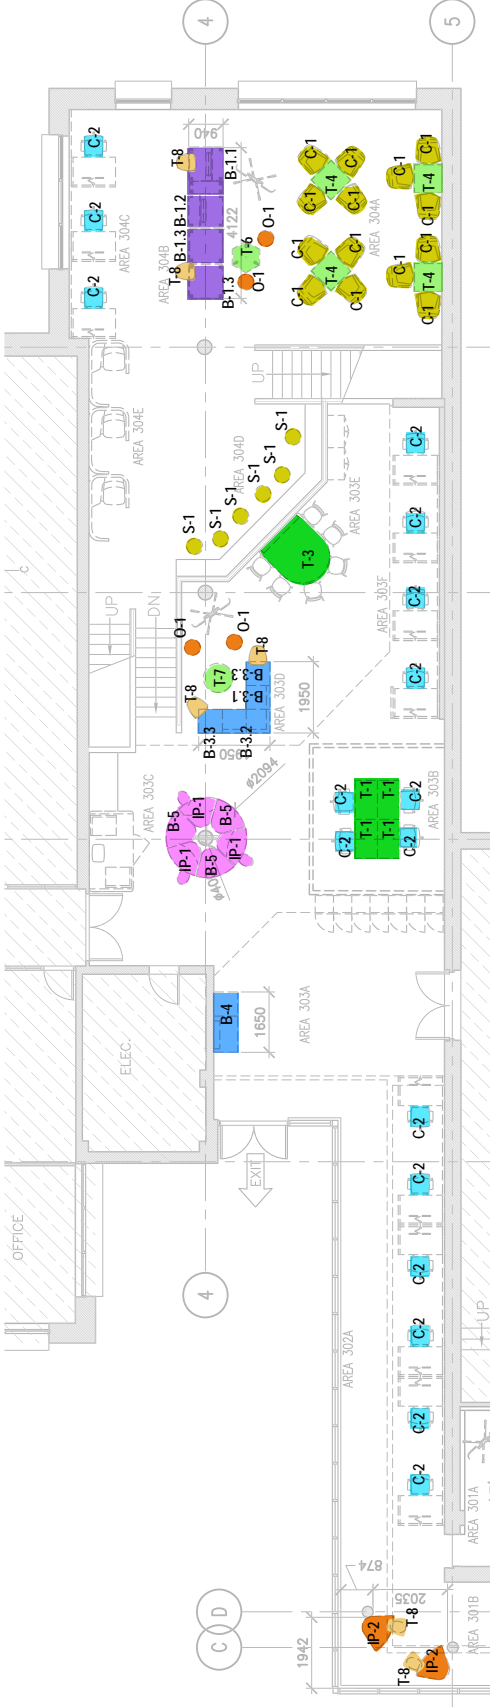 4
5
C-2
C-2
C-2
AREA 304C
940
T-8
B-1.1
B-1.2
B-1.3
T-8
B-1.3
AREA 304B
4122
T-6
O-1
O-1
C-1
C-1
C-1
C-1
T-4
C-1
C-1
C-1
C-1
T-4
AREA 304A
C-1
C-1
C-1
T-4
C-1
C-1
C-1
T-4
UP
AREA 304E
S-1
S-1
S-1
S-1
S-1
S-1
AREA 304D
AREA 303E
T-3
C-2
C-2
C-2
C-2
AREA 303F
UP
DN
O-1
O-1
T-7
T-8
T-8
B-3.3
B-3.1
B-3.3
B-3.2
AREA 303D
1950
1950
ø2094
AREA 303C
B-5
IP-1
B-5
IP-1
B-5
IP-1
C-2
C-2
C-2
C-2
T-1
T-1
T-1
T-1
AREA 303B
B-4
1650
AREA 303A
ELEC.
EXIT
OFFICE
4
C-2
C-2
C-2
C-2
C-2
C-2
AREA 302A
UP
AREA 301A
874
2035
1942
D
C
IP-2
T-8
T-8
IP-2
AREA 301B